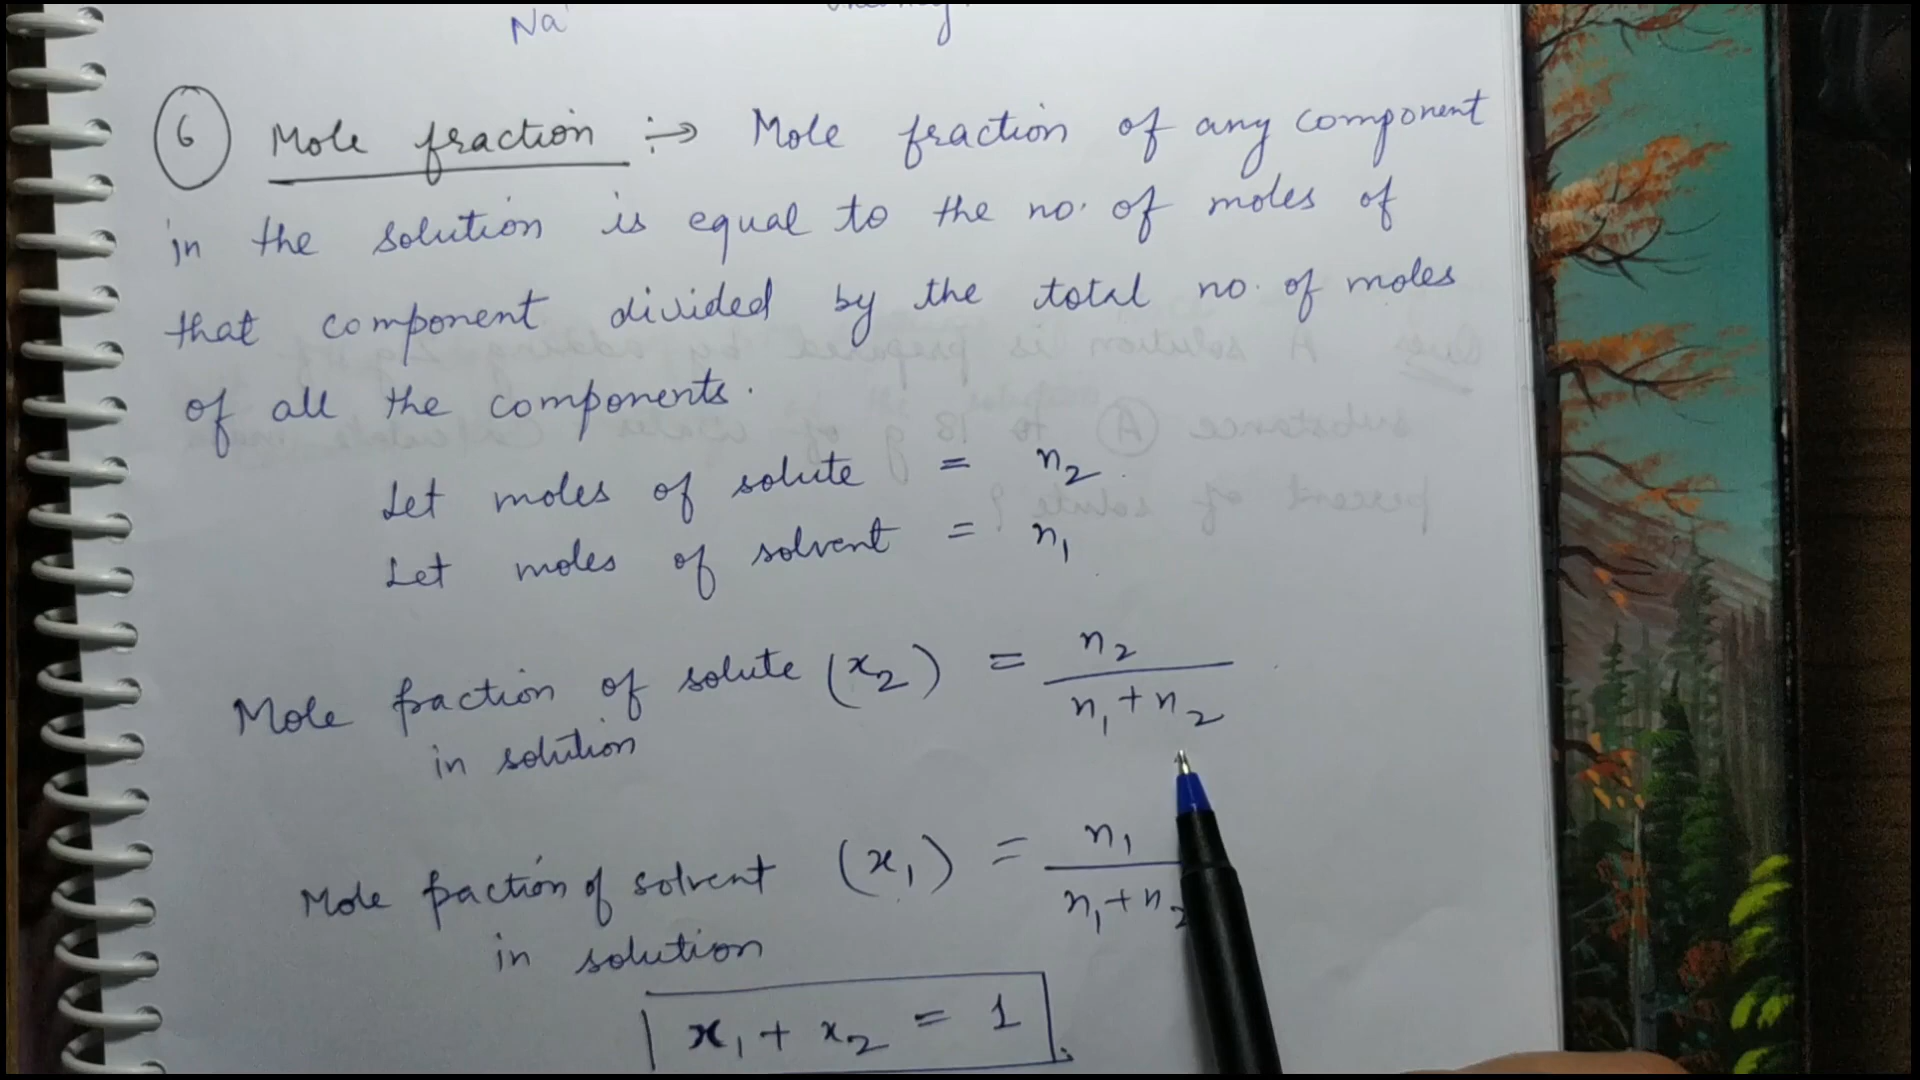 Na
6 Mole fraction :→ Mole fraction of any component
in the solution is equal to the no. of moles of
that component divided by the total no. of moles
of all the components.
Let moles of solute = n₂
Let moles of solvent = n₁
Mole fraction of solute (x₂) = n₂ / n₁ + n₂
in solution
Mole fraction of solvent (x₁) = n₁ / n₁ + n₂
in solution
x₁ + x₂ = 1